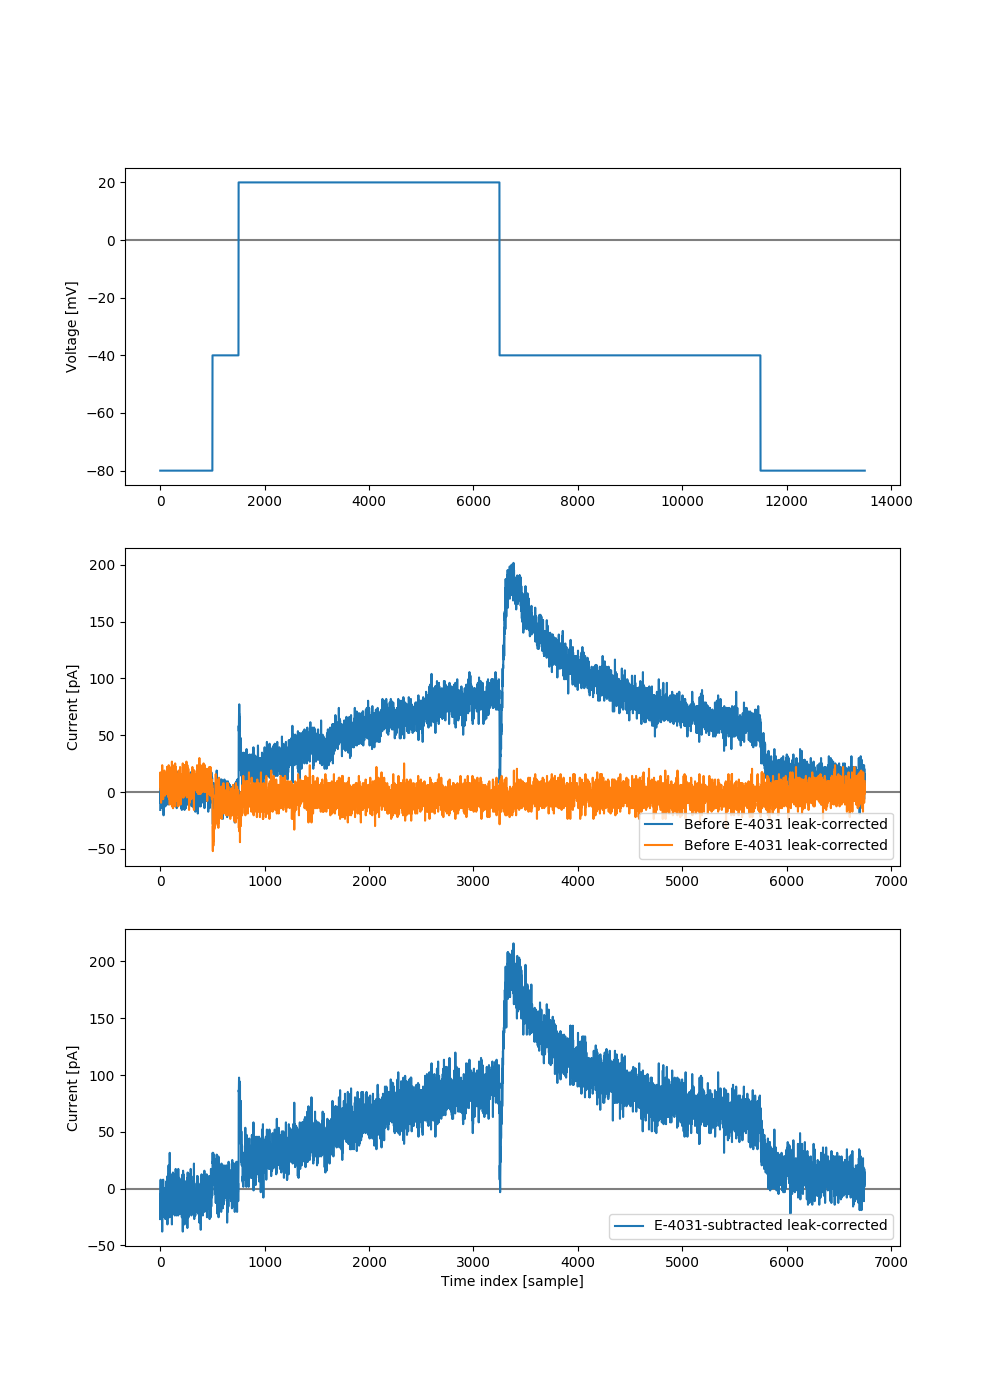 20
0
−20
−40
−60
−80
Voltage [mV]
0 2000 4000 6000 8000 10000 12000 14000
200
150
100
50
0
−50
Current [pA]
Before E-4031 leak-corrected
Before E-4031 leak-corrected
0 1000 2000 3000 4000 5000 6000 7000
200
150
100
50
0
−50
Current [pA]
E-4031-subtracted leak-corrected
0 1000 2000 3000 4000 5000 6000 7000
Time index [sample]